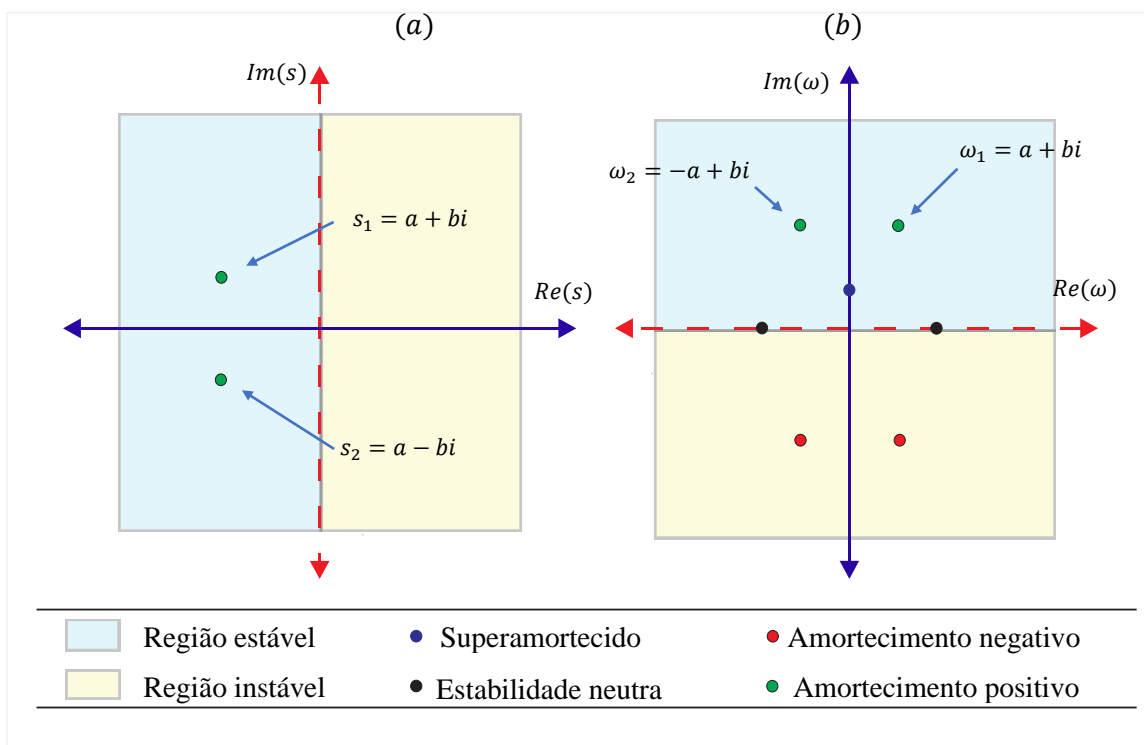 (a)
(b)
Im(s)
Im(ω)
ω₁ = a + bi
ω₂ = −a + bi
s₁ = a + bi
Re(s)
Re(ω)
s₂ = a − bi
Região estável
Superamortecido
Amortecimento negativo
Região instável
Estabilidade neutra
Amortecimento positivo